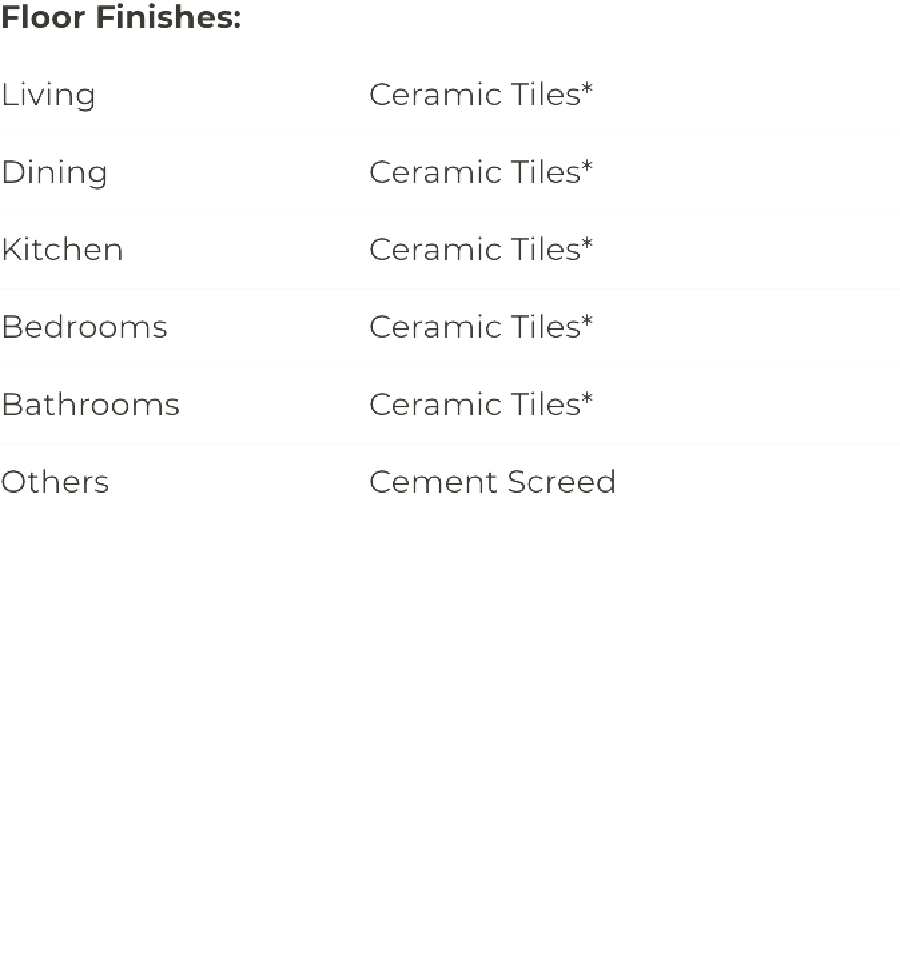 Floor Finishes:
Living Ceramic Tiles*
Dining Ceramic Tiles*
Kitchen Ceramic Tiles*
Bedrooms Ceramic Tiles*
Bathrooms Ceramic Tiles*
Others Cement Screed